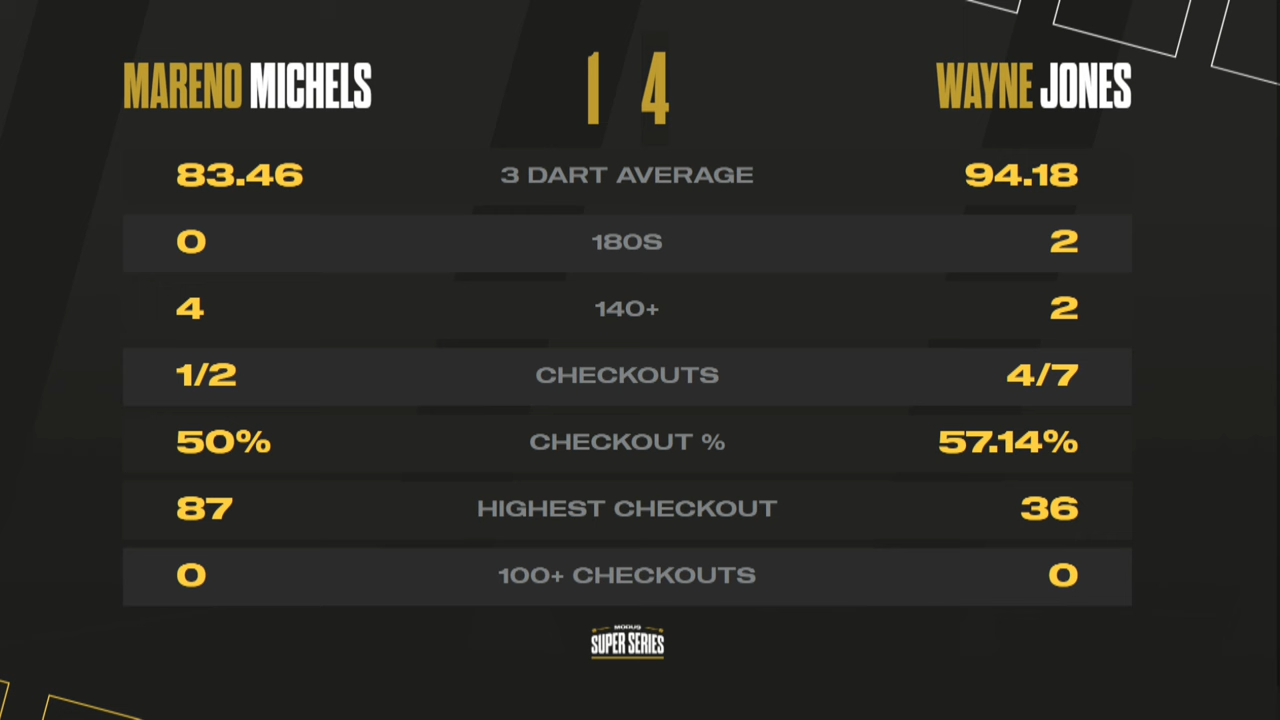 MARENO MICHELS 1 4 WAYNE JONES
83.46 3 DART AVERAGE 94.18
0 180S 2
4 140+ 2
1/2 CHECKOUTS 4/7
50% CHECKOUT % 57.14%
87 HIGHEST CHECKOUT 36
0 100+ CHECKOUTS 0
MODUS
SUPER SERIES